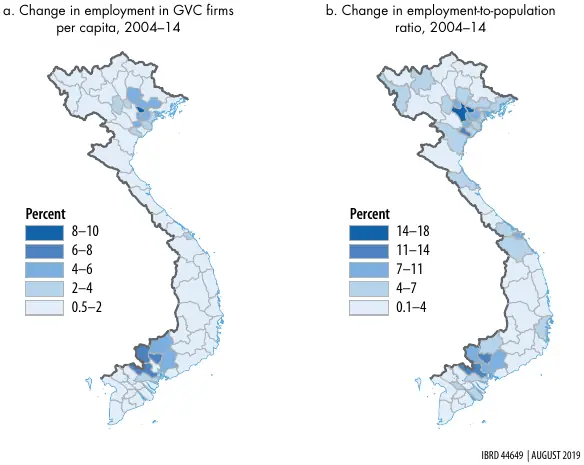 a. Change in employment in GVC firms
per capita, 2004–14
b. Change in employment-to-population
ratio, 2004–14
Percent
8–10
6–8
4–6
2–4
0.5–2
Percent
14–18
11–14
7–11
4–7
0.1–4
IBRD 44649 | AUGUST 2019